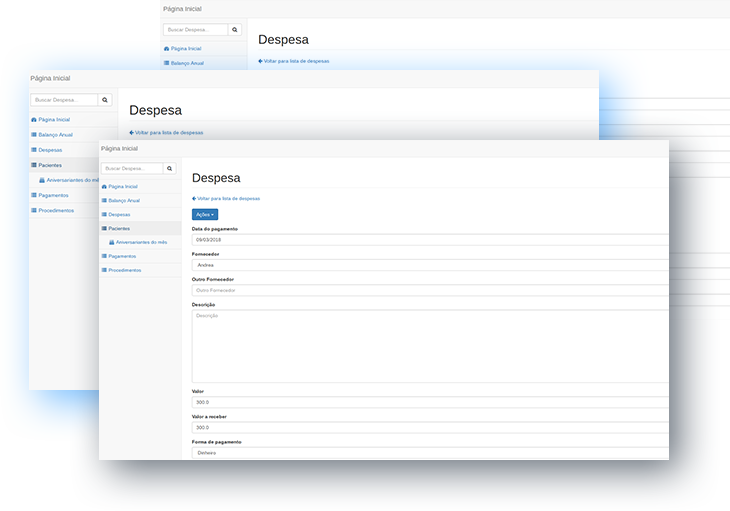 Página Inicial
Buscar Despesa...
Página Inicial
Balanço Anual
Despesa
Voltar para lista de despesas
Página Inicial
Buscar Despesa...
Página Inicial
Balanço Anual
Despesas
Pacientes
Aniversariantes do mê
Pagamentos
Procedimentos
Despesa
Voltar para lista de despesas
Página Inicial
Buscar Despesa...
Página Inicial
Balanço Anual
Despesas
Pacientes
Aniversariantes do mês
Pagamentos
Procedimentos
Despesa
Voltar para lista de despesas
Ações
Data do pagamento
09/03/2018
Fornecedor
Andrea
Outro Fornecedor
Outro Fornecedor
Descrição
Descrição
Valor
300.0
Valor a receber
300.0
Forma de pagamento